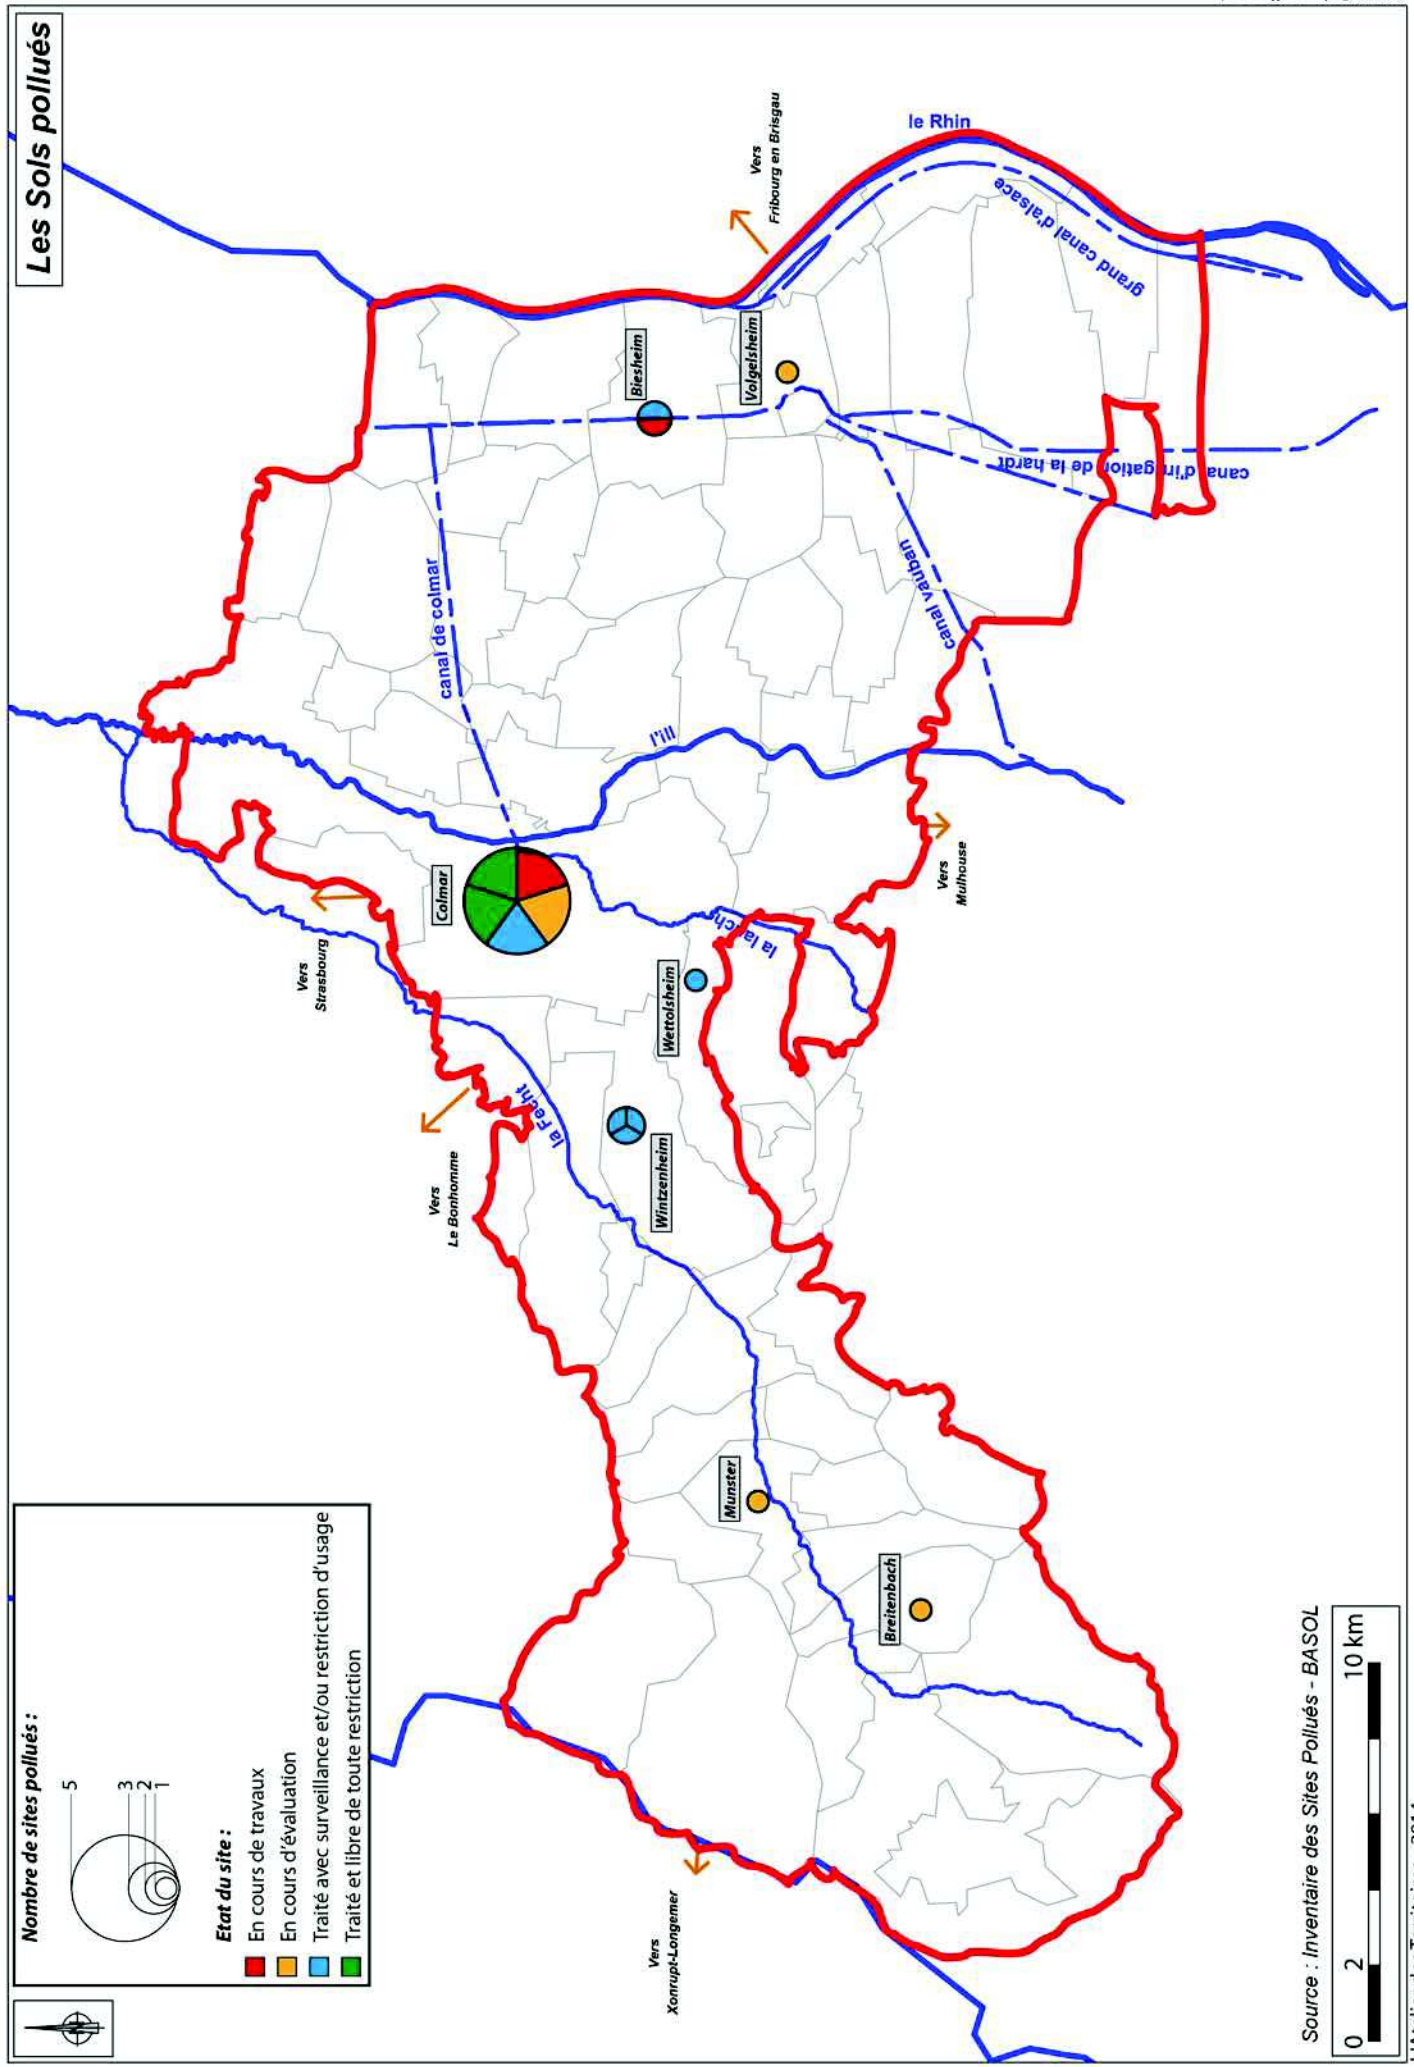 Les Sols pollués
Nombre de sites pollués :
5
3
2
1
Etat du site :
En cours de travaux
En cours d'évaluation
Traité avec surveillance et/ou restriction d'usage
Traité et libre de toute restriction
N
Vers
Strasbourg
Vers
Le Bonhomme
Vers
Xonrupt-Longemer
Vers
Mulhouse
Vers
Fribourg en Brisgau
Colmar
Wettolsheim
Wintzenheim
Munster
Breitenbach
Biesheim
Volgelsheim
la Fecht
l'Ill
canal de colmar
canal vauban
canal d'irrigation de la hardt
grand canal d'alsace
le Rhin
Source : Inventaire des Sites Pollués - BASOL
0 2 10 km